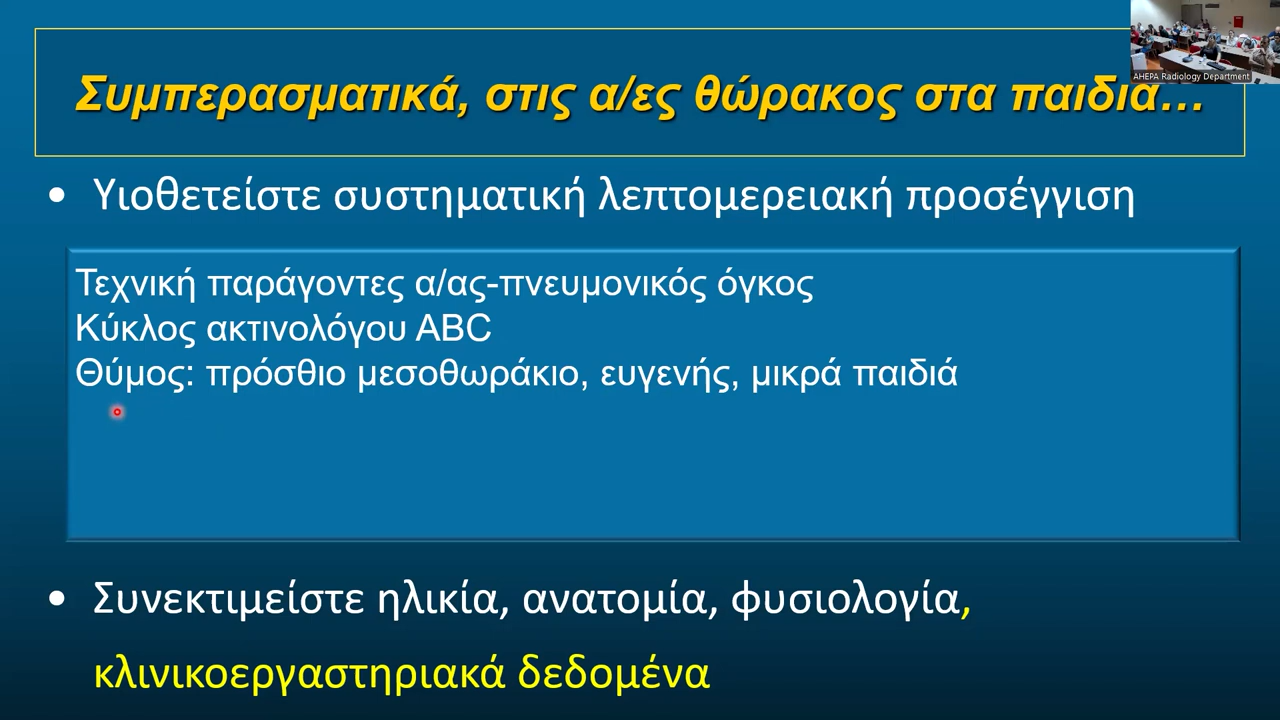 Συμπερασματικά, στις α/ες θώρακος στα παιδιά...
AHEPA Radiology Department
• Υιοθετείστε συστηματική λεπτομερειακή προσέγγιση
Τεχνική παράγοντες α/ας-πνευμονικός όγκος
Κύκλος ακτινολόγου ABC
Θύμος: πρόσθιο μεσοθωράκιο, ευγενής, μικρά παιδιά
• Συνεκτιμείστε ηλικία, ανατομία, φυσιολογία,
κλινικοεργαστηριακά δεδομένα